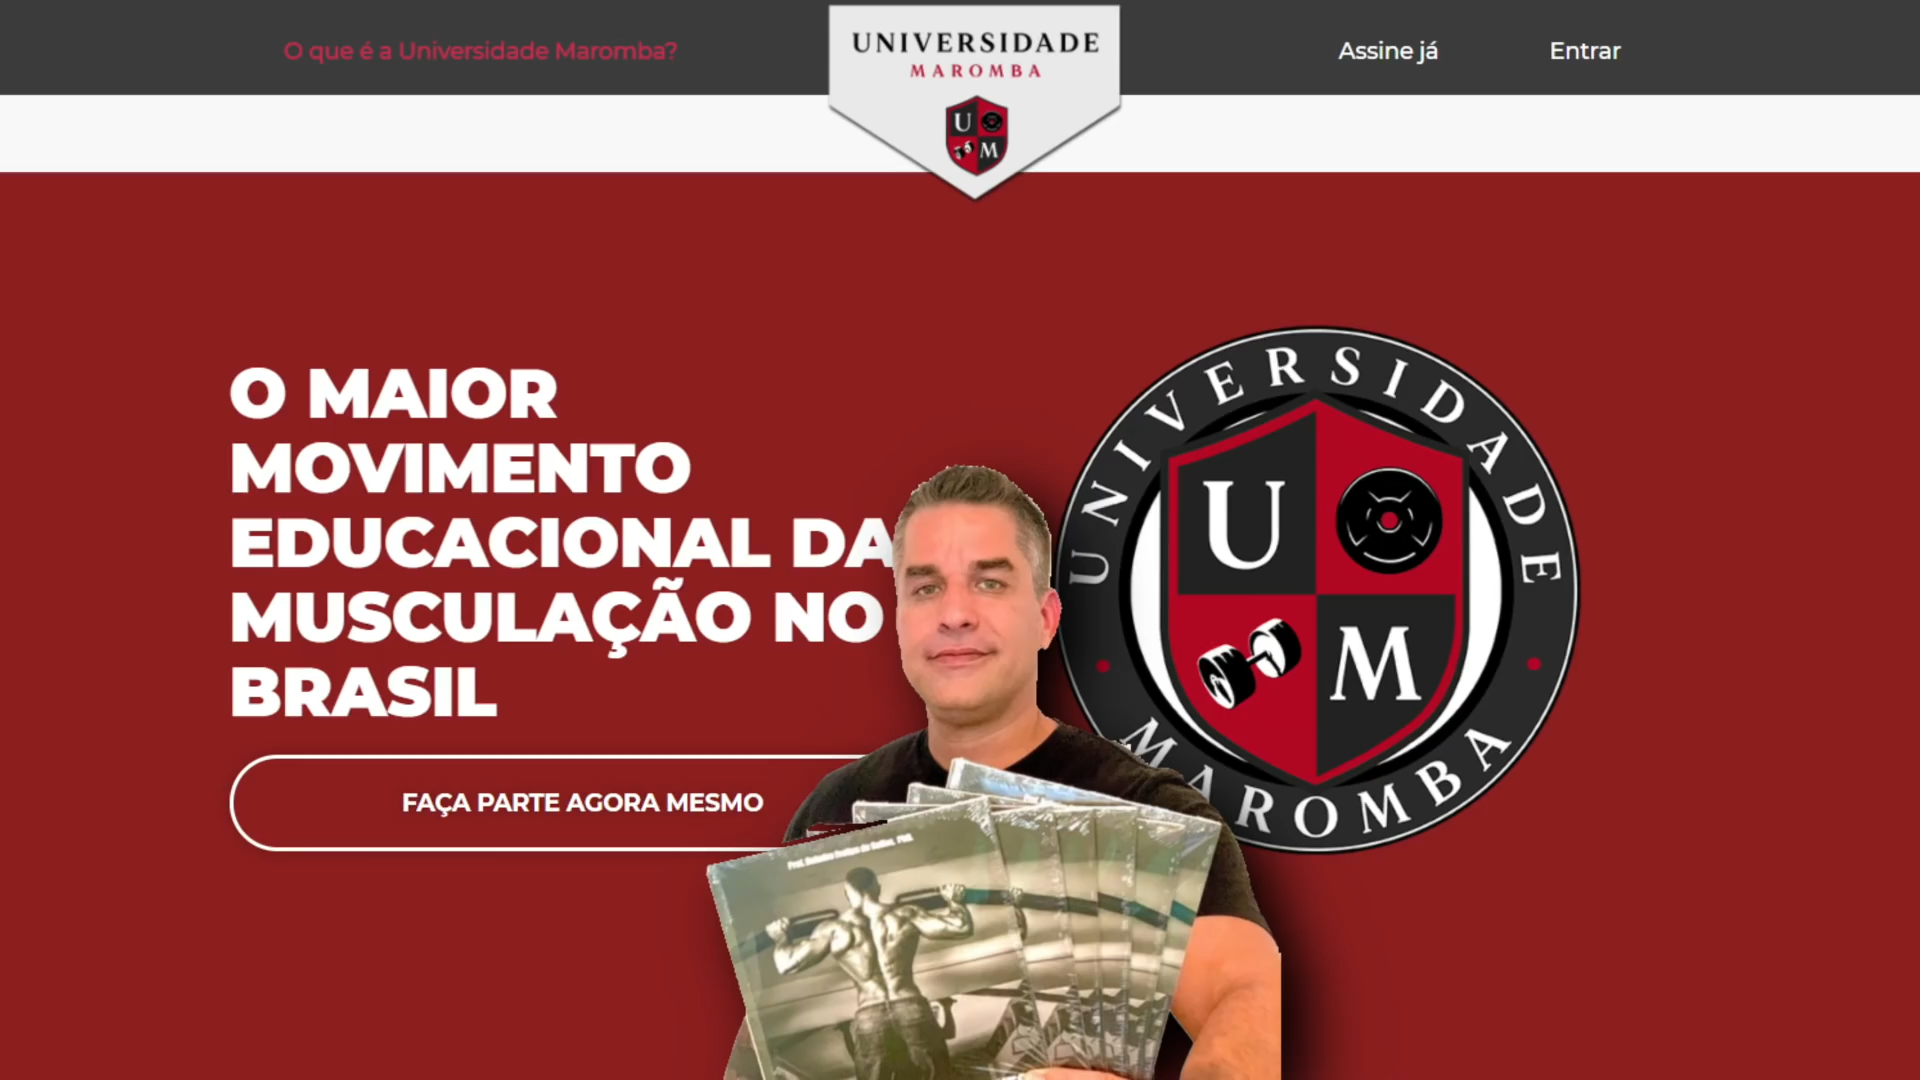 O que é a Universidade Maromba?
UNIVERSIDADE
MAROMBA
U
M
Assine já
Entrar
O MAIOR
MOVIMENTO
EDUCACIONAL DA
MUSCULAÇÃO NO
BRASIL
FAÇA PARTE AGORA MESMO
UNIVERSIDADE
U
M
MAROMBA
Prof.